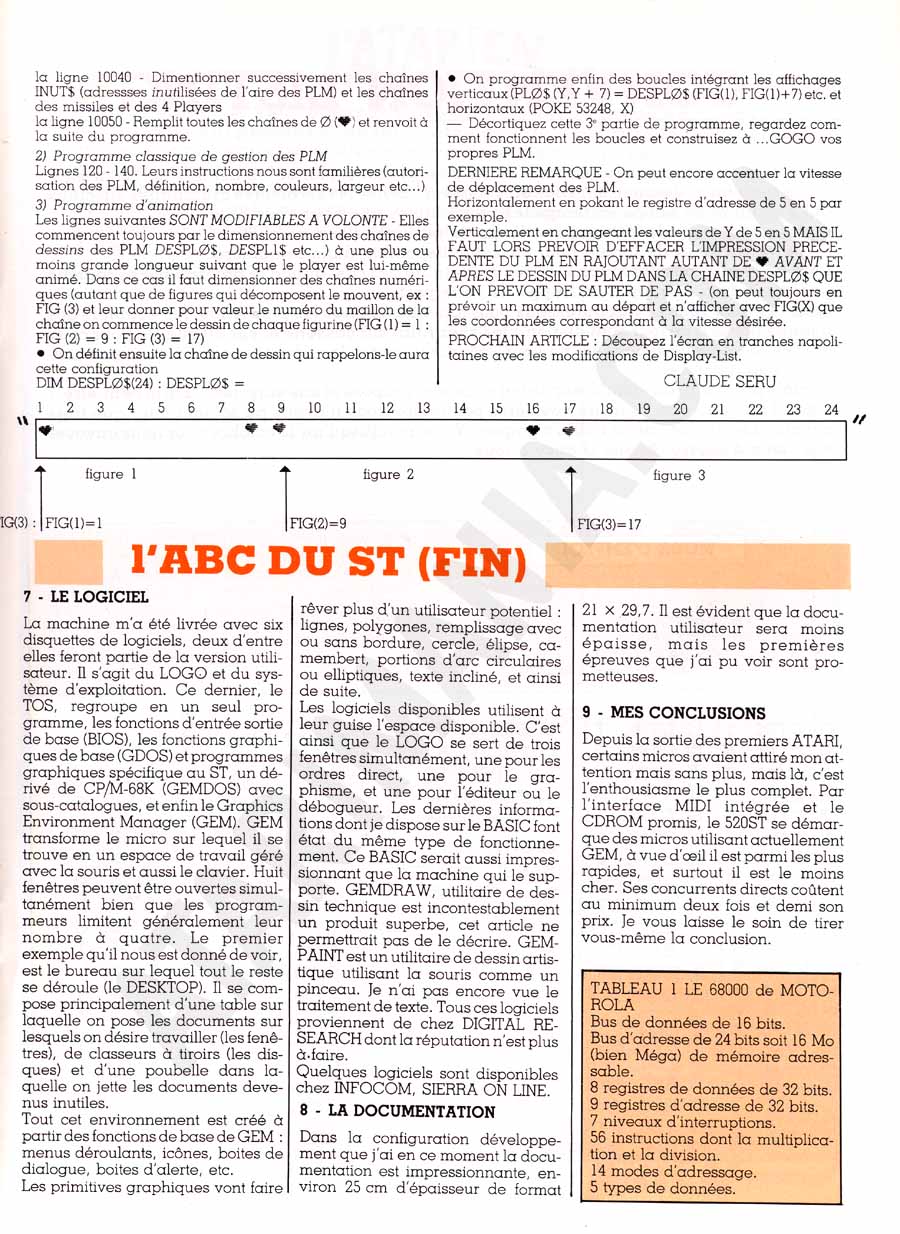 la ligne 10040 - Dimentionner successivement les chaînes
INUT$ (adressses inutilisées de l'aire des PLM) et les chaînes
des missiles et des 4 Players
la ligne 10050 - Remplit toutes les chaînes de Ø (♥) et renvoit à
la suite du programme.
2) Programme classique de gestion des PLM
Lignes 120 - 140. Leurs instructions nous sont familières (autori-
sation des PLM, définition, nombre, couleurs, largeur etc...)
3) Programme d'animation
Les lignes suivantes SONT MODIFIABLES A VOLONTE - Elles
commencent toujours par le dimensionnement des chaînes de
dessins des PLM DESPLØ$, DESPL1$ etc...) à une plus ou
moins grande longueur suivant que le player est lui-même
animé. Dans ce cas il faut dimensionner des chaînes numéri-
ques (autant que de figures qui décomposent le mouvent, ex :
FIG (3) et leur donner pour valeur le numéro du maillon de la
chaîne on commence le dessin de chaque figurine (FIG (1) = 1 :
FIG (2) = 9 : FIG (3) = 17)
• On définit ensuite la chaîne de dessin qui rappelons-le aura
cette configuration
DIM DESPLØ$(24) : DESPLØ$ =
• On programme enfin des boucles intégrant les affichages
verticaux (PLØ$ (Y,Y + 7) = DESPLØ$ (FIG(1), FIG(1)+7) etc. et
horizontaux (POKE 53248, X)
— Décortiquez cette 3e partie de programme, regardez com-
ment fonctionnent les boucles et construisez à ...GOGO vos
propres PLM.
DERNIERE REMARQUE - On peut encore accentuer la vitesse
de déplacement des PLM.
Horizontalement en pokant le registre d'adresse de 5 en 5 par
exemple.
Verticalement en changeant les valeurs de Y de 5 en 5 MAIS IL
FAUT LORS PREVOIR D'EFFACER L'IMPRESSION PRECE-
DENTE DU PLM EN RAJOUTANT AUTANT DE ♥ AVANT ET
APRES LE DESSIN DU PLM DANS LA CHAINE DESPLØ$ QUE
L'ON PREVOIT DE SAUTER DE PAS - (on peut toujours en
prévoir un maximum au départ et n'afficher avec FIG(X) que
les coordonnées correspondant à la vitesse désirée.
PROCHAIN ARTICLE : Découpez l'écran en tranches napoli-
taines avec les modifications de Display-List.
CLAUDE SERU
1 2 3 4 5 6 7 8 9 10 11 12 13 14 15 16 17 18 19 20 21 22 23 24
" ♥ ♥ ♥ ♥ ♥ "
figure 1 figure 2 figure 3
IG(3) : FIG(1)=1 FIG(2)=9 FIG(3)=17
l'ABC DU ST (FIN)
7 - LE LOGICIEL
La machine m'a été livrée avec six
disquettes de logiciels, deux d'entre
elles feront partie de la version utili-
sateur. Il s'agit du LOGO et du sys-
tème d'exploitation. Ce dernier, le
TOS, regroupe en un seul pro-
gramme, les fonctions d'entrée sortie
de base (BIOS), les fonctions graphi-
ques de base (GDOS) et programmes
graphiques spécifique au ST, un dé-
rivé de CP/M-68K (GEMDOS) avec
sous-catalogues, et enfin le Graphics
Environment Manager (GEM). GEM
transforme le micro sur lequel il se
trouve en un espace de travail géré
avec la souris et aussi le clavier. Huit
fenêtres peuvent être ouvertes simul-
tanément bien que les program-
meurs limitent généralement leur
nombre à quatre. Le premier
exemple qu'il nous est donné de voir,
est le bureau sur lequel tout le reste
se déroule (le DESKTOP). Il se com-
pose principalement d'une table sur
laquelle on pose les documents sur
lesquels on désire travailler (les fenê-
tres), de classeurs à tiroirs (les dis-
ques) et d'une poubelle dans la-
quelle on jette les documents deve-
nus inutiles.
Tout cet environnement est créé à
partir des fonctions de base de GEM :
menus déroulants, icônes, boites de
dialogue, boites d'alerte, etc.
Les primitives graphiques vont faire
rêver plus d'un utilisateur potentiel :
lignes, polygones, remplissage avec
ou sans bordure, cercle, élipse, ca-
membert, portions d'arc circulaires
ou elliptiques, texte incliné, et ainsi
de suite.
Les logiciels disponibles utilisent à
leur guise l'espace disponible. C'est
ainsi que le LOGO se sert de trois
fenêtres simultanément, une pour les
ordres direct, une pour le gra-
phisme, et une pour l'éditeur ou le
débogueur. Les dernières informa-
tions dont je dispose sur le BASIC font
état du même type de fonctionne-
ment. Ce BASIC serait aussi impres-
sionnant que la machine qui le sup-
porte. GEMDRAW, utilitaire de des-
sin technique est incontestablement
un produit superbe, cet article ne
permettrait pas de le décrire. GEM-
PAINT est un utilitaire de dessin artis-
tique utilisant la souris comme un
pinceau. Je n'ai pas encore vue le
traitement de texte. Tous ces logiciels
proviennent de chez DIGITAL RE-
SEARCH dont la réputation n'est plus
à-faire.
Quelques logiciels sont disponibles
chez INFOCOM, SIERRA ON LINE.
8 - LA DOCUMENTATION
Dans la configuration développe-
ment que j'ai en ce moment la docu-
mentation est impressionnante, en-
viron 25 cm d'épaisseur de format
21 × 29,7. Il est évident que la docu-
mentation utilisateur sera moins
épaisse, mais les premières
épreuves que j'ai pu voir sont pro-
metteuses.
9 - MES CONCLUSIONS
Depuis la sortie des premiers ATARI,
certains micros avaient attiré mon at-
tention mais sans plus, mais là, c'est
l'enthousiasme le plus complet. Par
l'interface MIDI intégrée et le
CDROM promis, le 520ST se démar-
que des micros utilisant actuellement
GEM, à vue d'œil il est parmi les plus
rapides, et surtout il est le moins
cher. Ses concurrents directs coûtent
au minimum deux fois et demi son
prix. Je vous laisse le soin de tirer
vous-même la conclusion.
TABLEAU 1 LE 68000 de MOTO-
ROLA
Bus de données de 16 bits.
Bus d'adresse de 24 bits soit 16 Mo
(bien Méga) de mémoire adres-
sable.
8 registres de données de 32 bits.
9 registres d'adresse de 32 bits.
7 niveaux d'interruptions.
56 instructions dont la multiplica-
tion et la division.
14 modes d'adressage.
5 types de données.